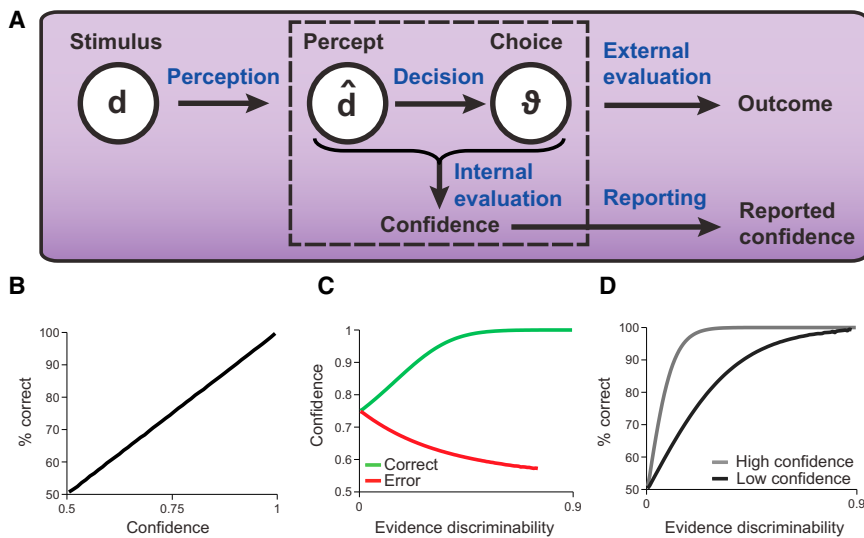 A
Stimulus
Percept
Choice
Perception
Decision
External
evaluation
d
d̂
ϑ
Outcome
Internal
evaluation
Confidence
Reporting
Reported
confidence
B
% correct
100
90
80
70
60
50
0.5
0.75
1
Confidence
C
Confidence
1
0.9
0.8
0.7
0.6
0.5
Correct
Error
0
0.9
Evidence discriminability
D
% correct
100
90
80
70
60
50
High confidence
Low confidence
0
0.9
Evidence discriminability